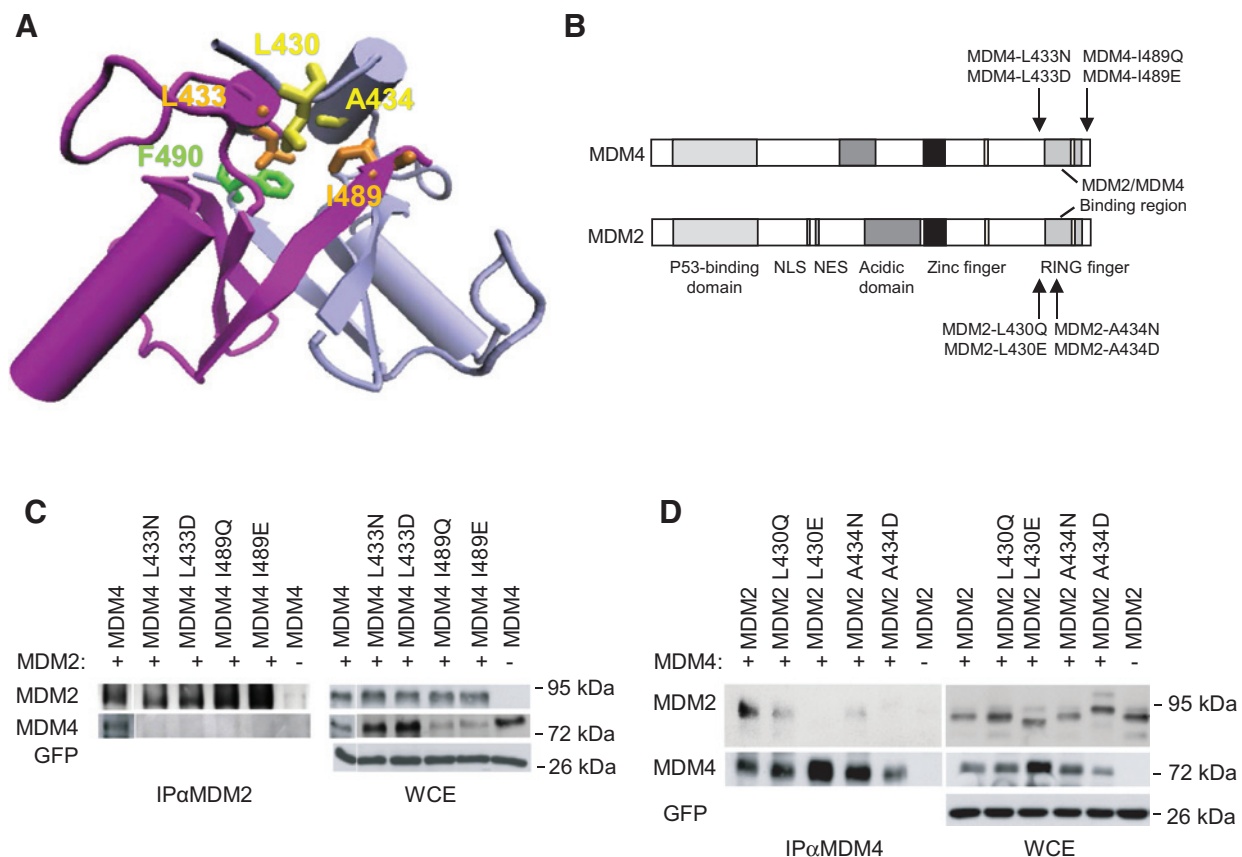 A
L430
L433
A434
F490
I489
B
MDM4-L433N MDM4-I489Q
MDM4-L433D MDM4-I489E
MDM4
MDM2/MDM4
Binding region
MDM2
P53-binding
domain
NLS NES
Acidic
domain
Zinc finger
RING finger
MDM2-L430Q MDM2-A434N
MDM2-L430E MDM2-A434D
C
MDM4
MDM4 L433N
MDM4 L433D
MDM4 I489Q
MDM4 I489E
MDM4
MDM4
MDM4 L433N
MDM4 L433D
MDM4 I489Q
MDM4 I489E
MDM4
MDM2: + + + + + - + + + + + -
MDM2
- 95 kDa
MDM4
- 72 kDa
GFP
- 26 kDa
IPαMDM2
WCE
D
MDM2
MDM2 L430Q
MDM2 L430E
MDM2 A434N
MDM2 A434D
MDM2
MDM2
MDM2 L430Q
MDM2 L430E
MDM2 A434N
MDM2 A434D
MDM2
MDM4: + + + + + - + + + + + -
MDM2
- 95 kDa
MDM4
- 72 kDa
GFP
- 26 kDa
IPαMDM4
WCE